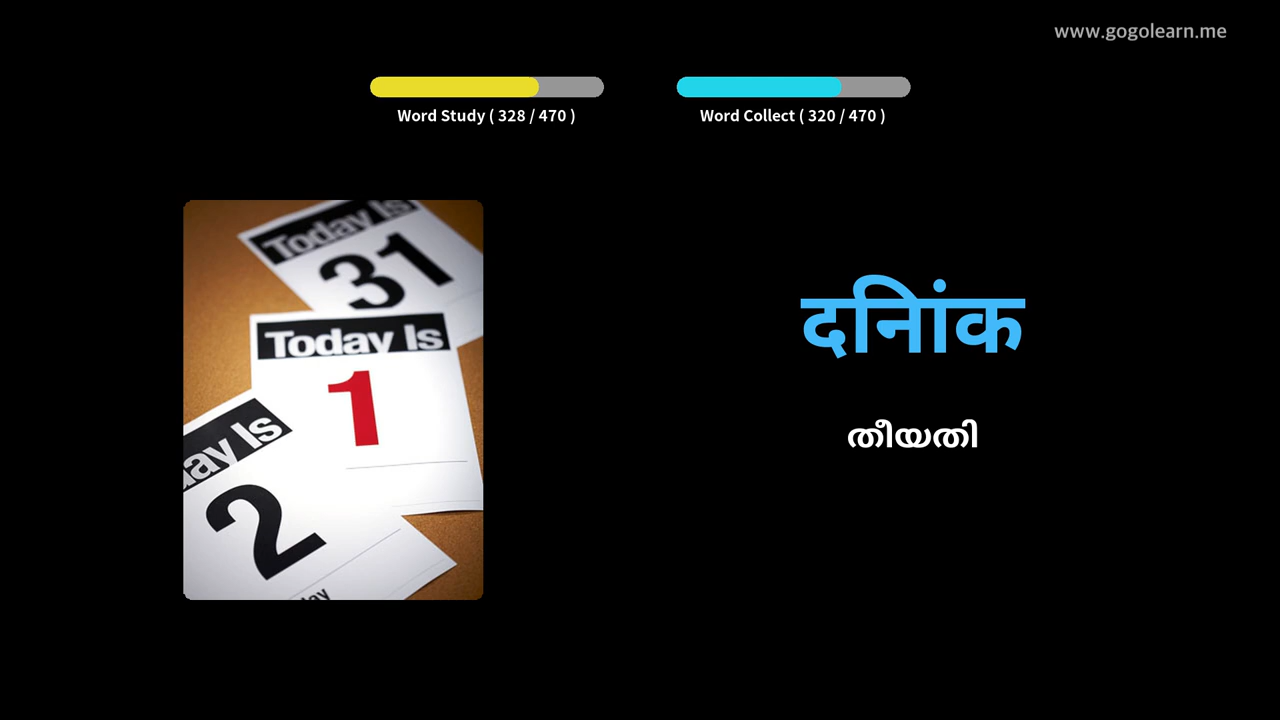 www.gogolearn.me
Word Study ( 328 / 470 )
Word Collect ( 320 / 470 )
Today Is
31
Today Is
1
ay Is
2
ay
दनिांक
തീയതി